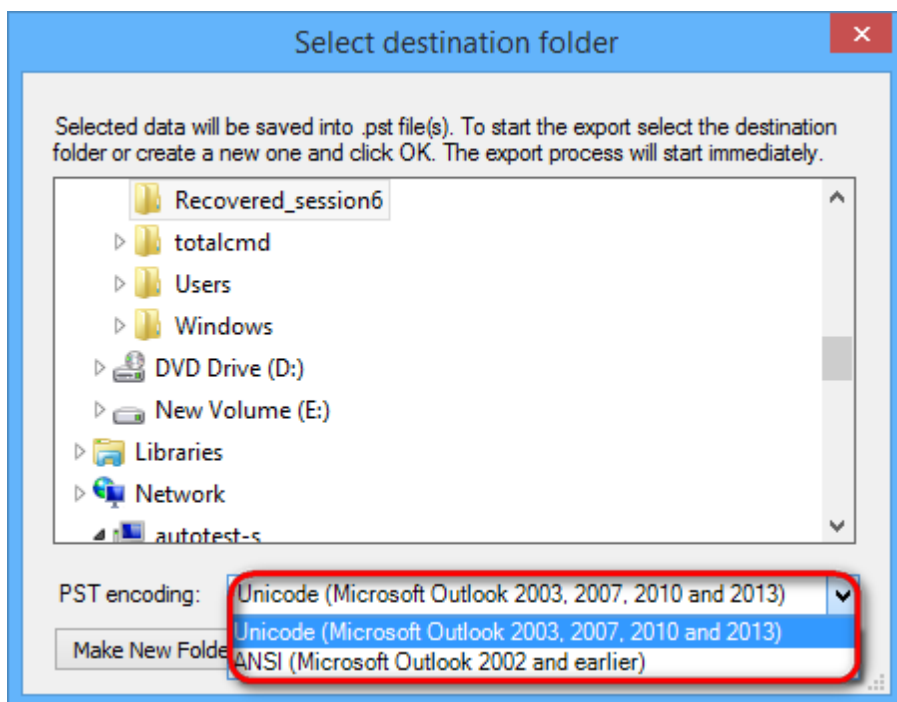 Select destination folder
Selected data will be saved into .pst file(s). To start the export select the destination
folder or create a new one and click OK. The export process will start immediately.
Recovered_session6
totalcmd
Users
Windows
DVD Drive (D:)
New Volume (E:)
Libraries
Network
autotest-s
PST encoding: Unicode (Microsoft Outlook 2003, 2007, 2010 and 2013)
Unicode (Microsoft Outlook 2003, 2007, 2010 and 2013)
Make New Folde
ANSI (Microsoft Outlook 2002 and earlier)